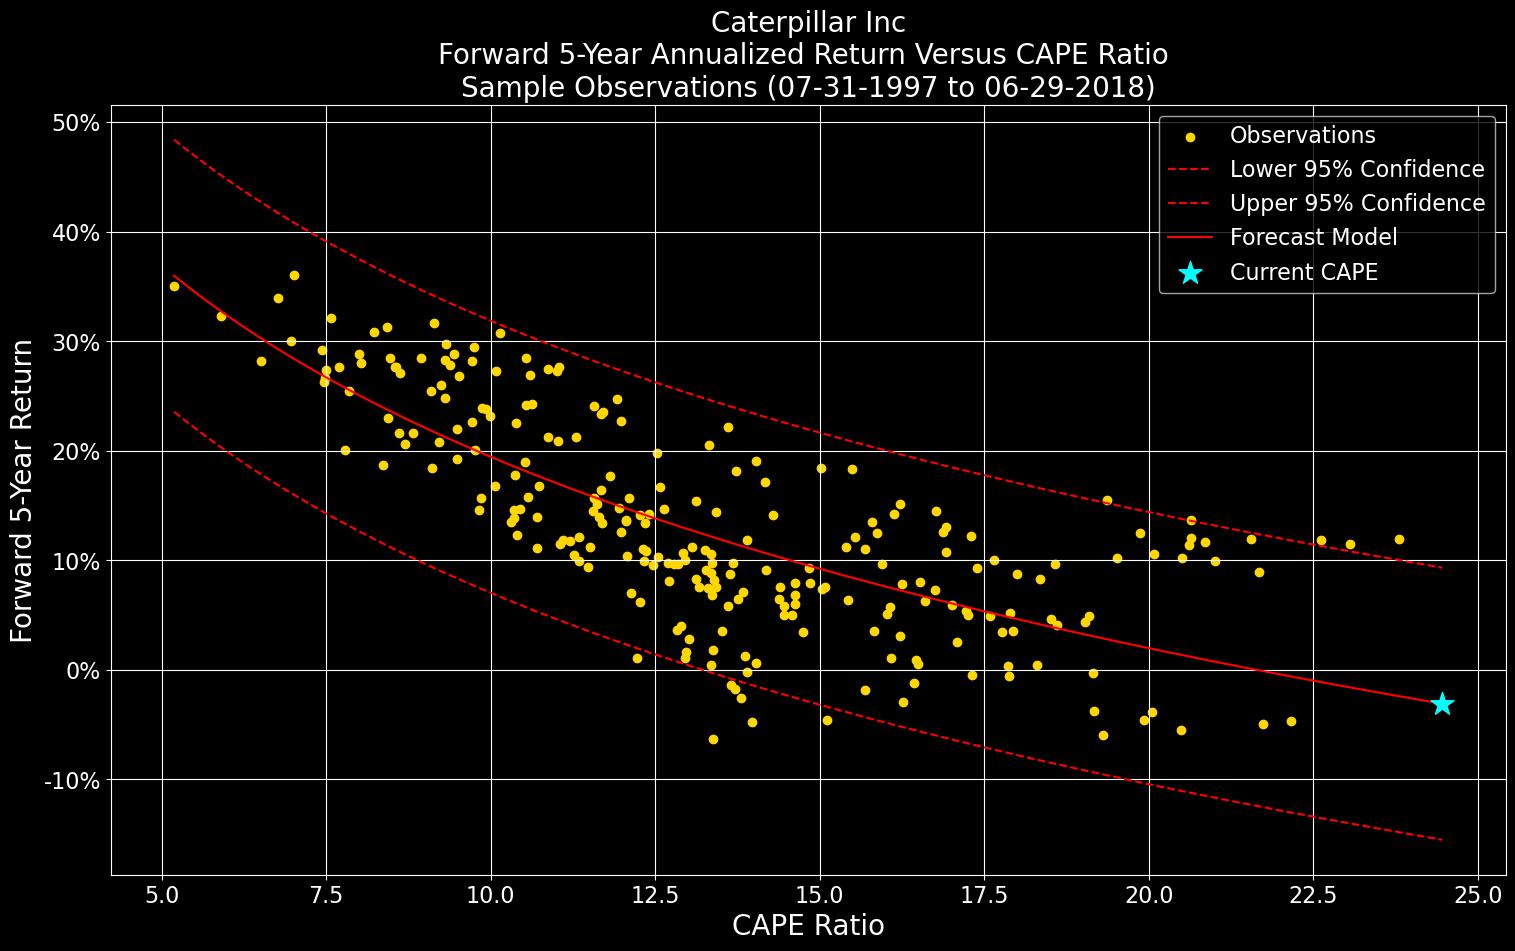 Caterpillar Inc
Forward 5-Year Annualized Return Versus CAPE Ratio
Sample Observations (07-31-1997 to 06-29-2018)
Observations
Lower 95% Confidence
Upper 95% Confidence
Forecast Model
Current CAPE
Forward 5-Year Return
50%
40%
30%
20%
10%
0%
-10%
5.0
7.5
10.0
12.5
15.0
17.5
20.0
22.5
25.0
CAPE Ratio